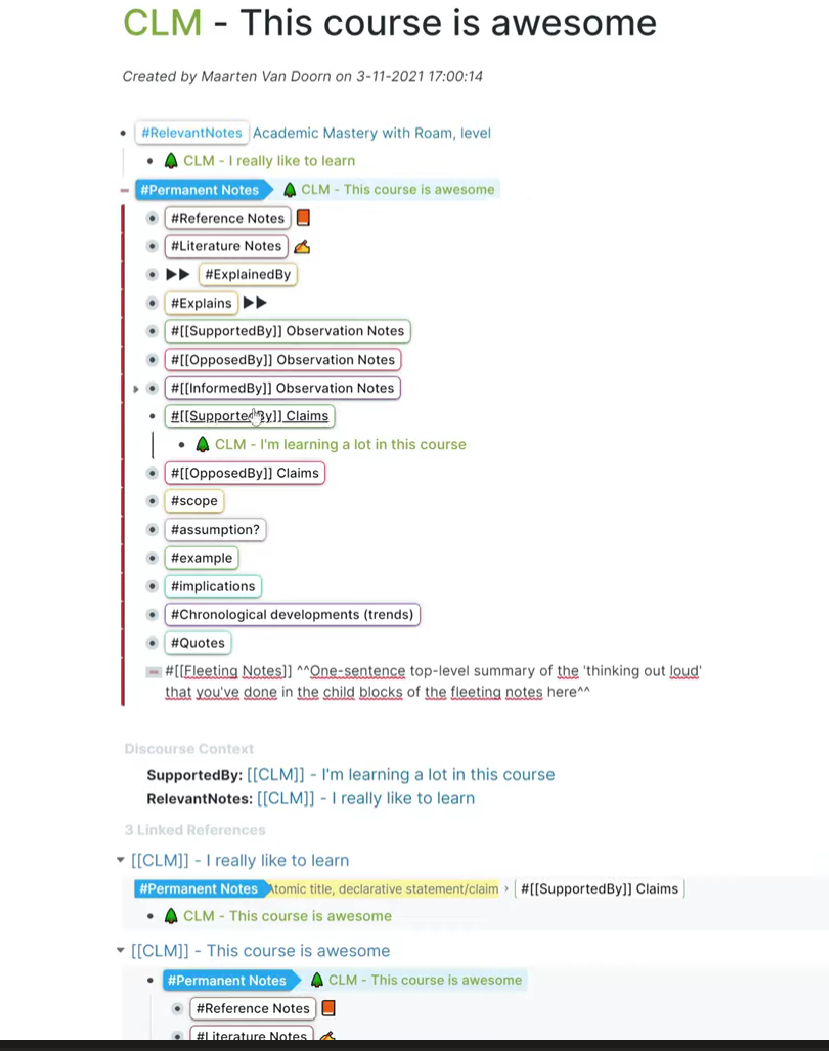 CLM - This course is awesome
Created by Maarten Van Doorn on 3-11-2021 17:00:14
#RelevantNotes Academic Mastery with Roam, level
CLM - I really like to learn
#Permanent Notes CLM - This course is awesome
#Reference Notes
#Literature Notes
#ExplainedBy
#Explains
#[[SupportedBy]] Observation Notes
#[[OpposedBy]] Observation Notes
#[[InformedBy]] Observation Notes
#[[SupportedBy]] Claims
CLM - I'm learning a lot in this course
#[[OpposedBy]] Claims
#scope
#assumption?
#example
#implications
#Chronological developments (trends)
#Quotes
#[[Fleeting Notes]] ^^One-sentence top-level summary of the 'thinking out loud'
that you've done in the child blocks of the fleeting notes here^^
Discourse Context
SupportedBy: [[CLM]] - I'm learning a lot in this course
RelevantNotes: [[CLM]] - I really like to learn
3 Linked References
[[CLM]] - I really like to learn
#Permanent Notes Atomic title, declarative statement/claim > #[[SupportedBy]] Claims
CLM - This course is awesome
[[CLM]] - This course is awesome
#Permanent Notes CLM - This course is awesome
#Reference Notes
#Literature Notes